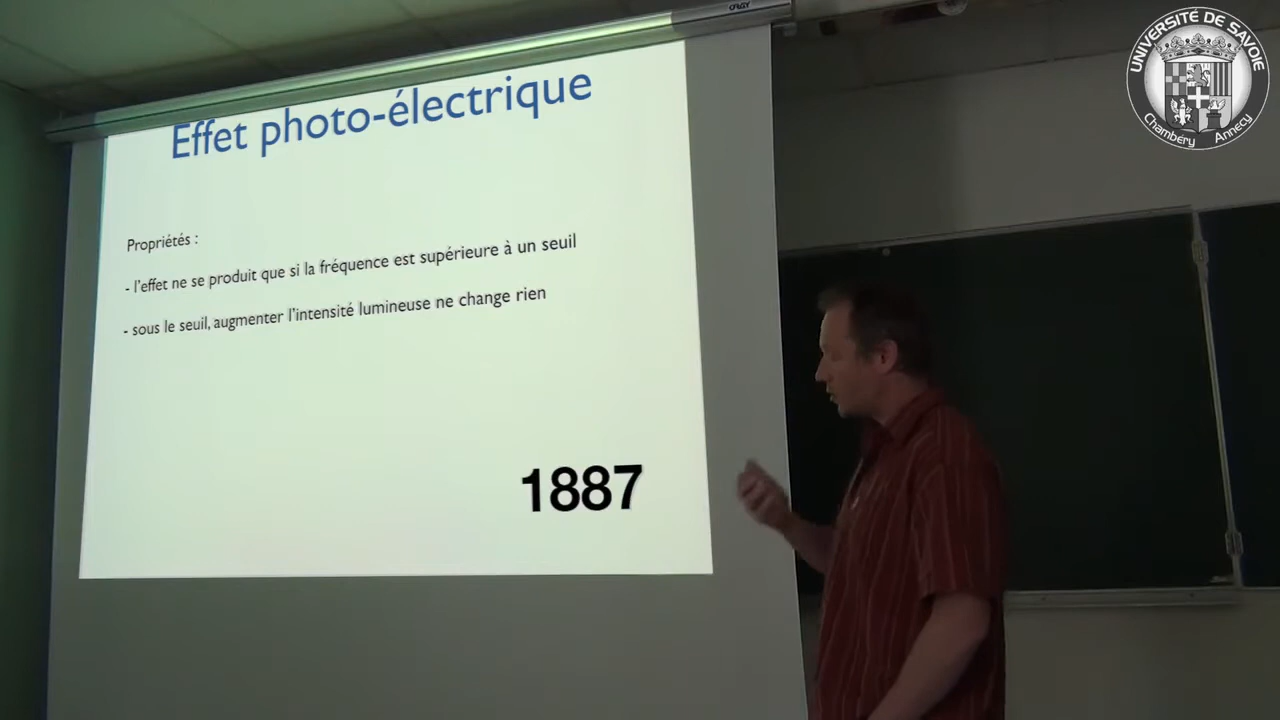 ORAY
UNIVERSITÉ DE SAVOIE
Chambéry Annecy
Effet photo-électrique
Propriétés :
- l'effet ne se produit que si la fréquence est supérieure à un seuil
- sous le seuil, augmenter l'intensité lumineuse ne change rien
1887